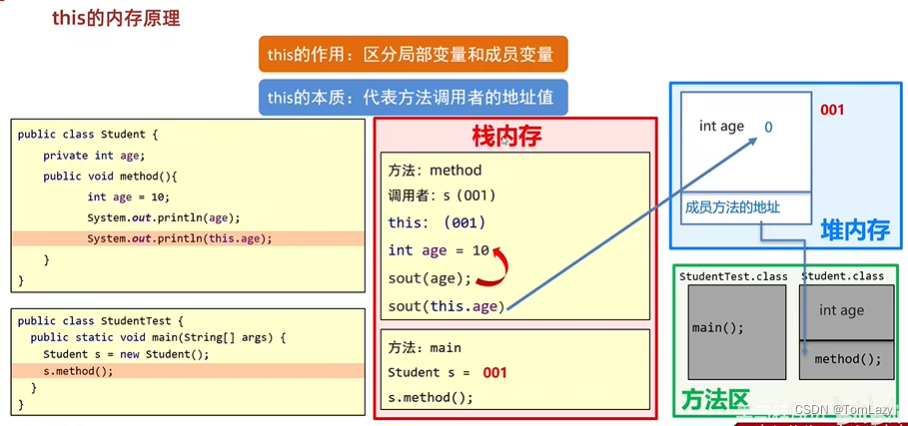 this的内存原理
this的作用：区分局部变量和成员变量
this的本质：代表方法调用者的地址值
public class Student {
private int age;
public void method(){
int age = 10;
System.out.println(age);
System.out.println(this.age);
}
}
public class StudentTest {
public static void main(String[] args) {
Student s = new Student();
s.method();
}
}
栈内存
方法：method
调用者：s（001）
this：（001）
int age = 10
sout(age);
sout(this.age)
方法：main
Student s = 001
s.method();
int age 0
001
成员方法的地址
堆内存
StudentTest.class
main();
Student.class
int age
method();
方法区
CSDN @TomLazy